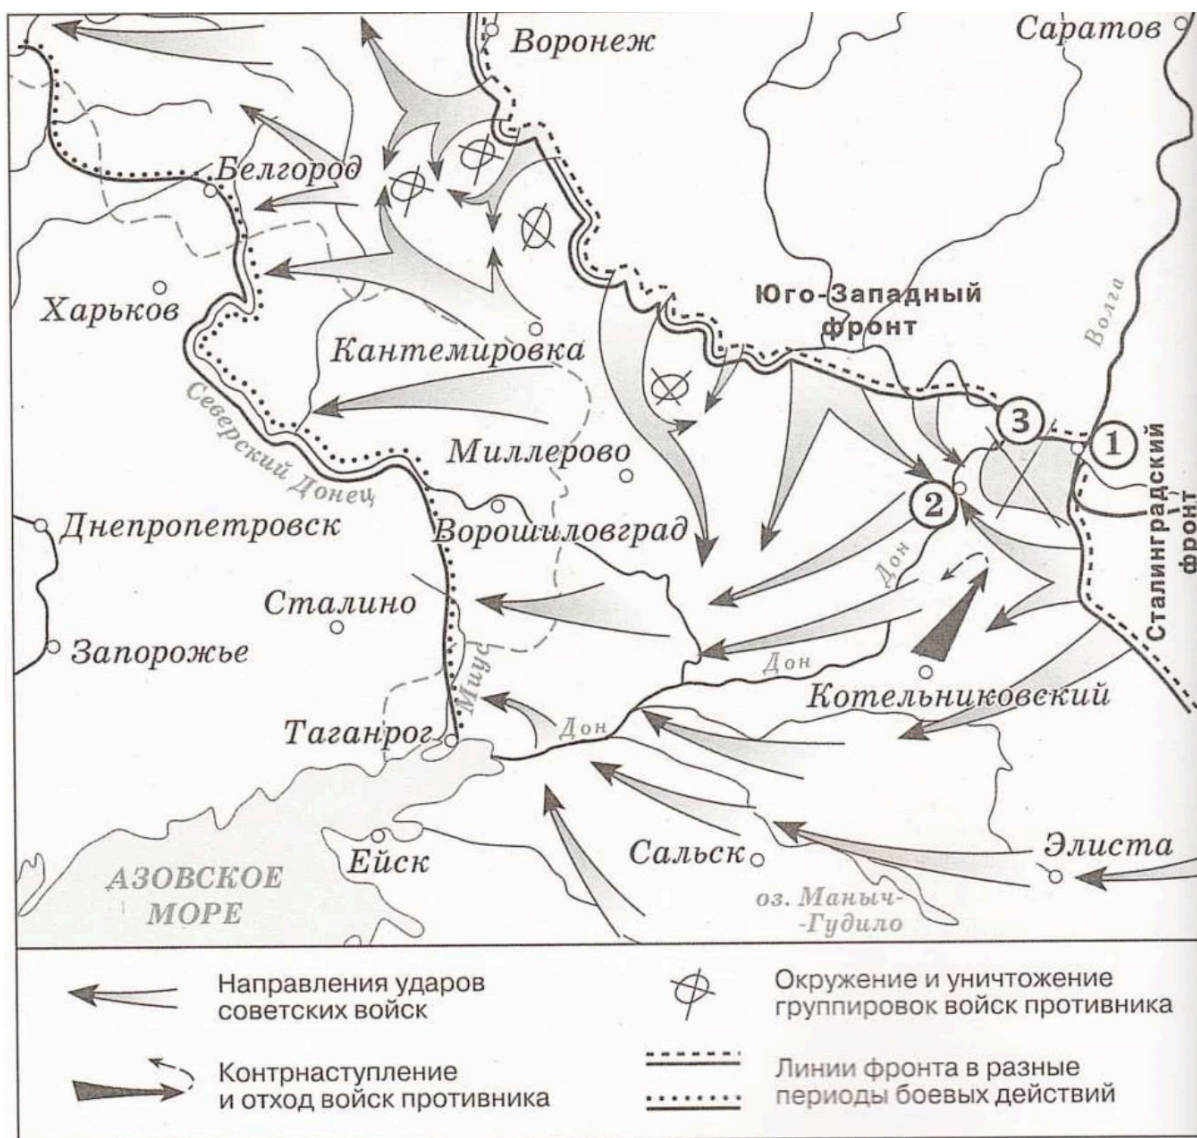 Воронеж
Саратов
Белгород
Харьков
Юго-Западный
фронт
Волга
Кантемировка
Северский Донец
Миллерово
3
1
2
Сталинградский
фронт
Днепропетровск
Ворошиловград
Дон
Сталино
Запорожье
Миус
Дон
Котельниковский
Таганрог
Дон
Ейск
Сальск
Элиста
АЗОВСКОЕ
МОРЕ
оз. Маныч-
-Гудило
Направления ударов
советских войск
Окружение и уничтожение
группировок войск противника
Контрнаступление
и отход войск противника
Линии фронта в разные
периоды боевых действий